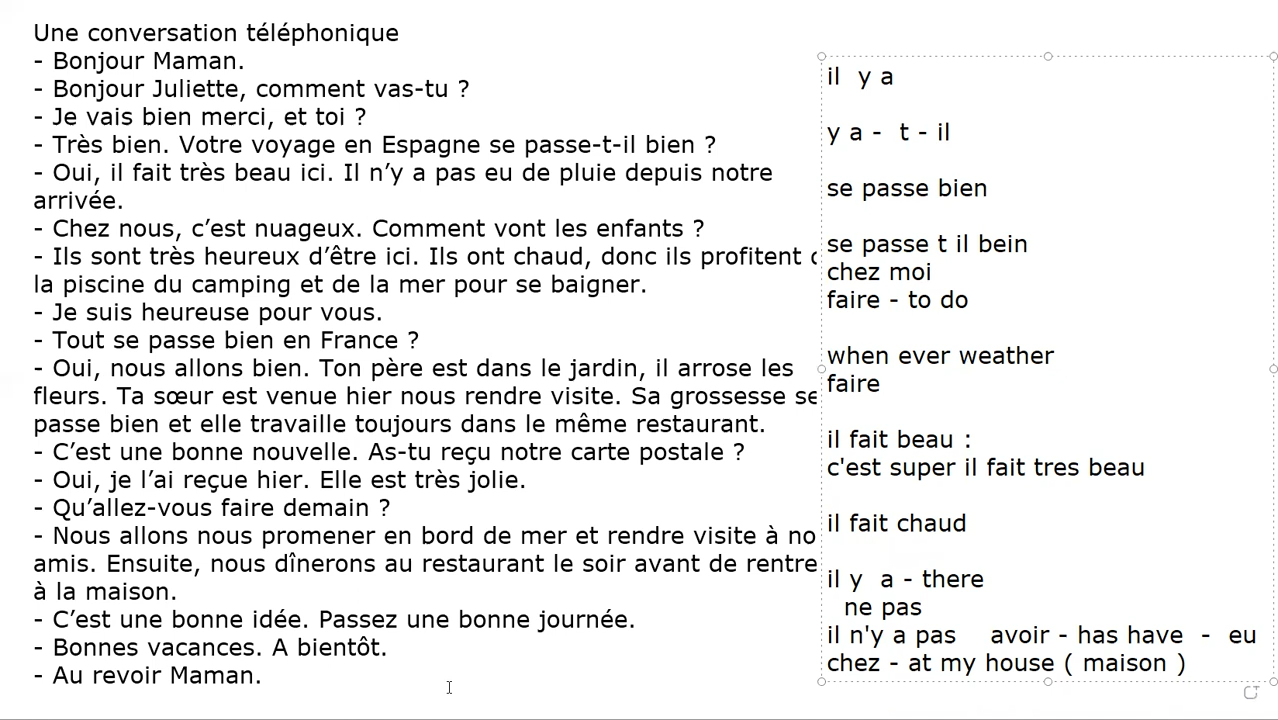 Une conversation téléphonique
- Bonjour Maman.
- Bonjour Juliette, comment vas-tu ?
- Je vais bien merci, et toi ?
- Très bien. Votre voyage en Espagne se passe-t-il bien ?
- Oui, il fait très beau ici. Il n’y a pas eu de pluie depuis notre
arrivée.
- Chez nous, c’est nuageux. Comment vont les enfants ?
- Ils sont très heureux d’être ici. Ils ont chaud, donc ils profitent
la piscine du camping et de la mer pour se baigner.
- Je suis heureuse pour vous.
- Tout se passe bien en France ?
- Oui, nous allons bien. Ton père est dans le jardin, il arrose les
fleurs. Ta sœur est venue hier nous rendre visite. Sa grossesse se
passe bien et elle travaille toujours dans le même restaurant.
- C’est une bonne nouvelle. As-tu reçu notre carte postale ?
- Oui, je l’ai reçue hier. Elle est très jolie.
- Qu’allez-vous faire demain ?
- Nous allons nous promener en bord de mer et rendre visite à no
amis. Ensuite, nous dînerons au restaurant le soir avant de rentre
à la maison.
- C’est une bonne idée. Passez une bonne journée.
- Bonnes vacances. A bientôt.
- Au revoir Maman.
il y a
y a - t - il
se passe bien
se passe t il bein
chez moi
faire - to do
when ever weather
faire
il fait beau :
c'est super il fait tres beau
il fait chaud
il y a - there
ne pas
il n'y a pas avoir - has have - eu
chez - at my house ( maison )